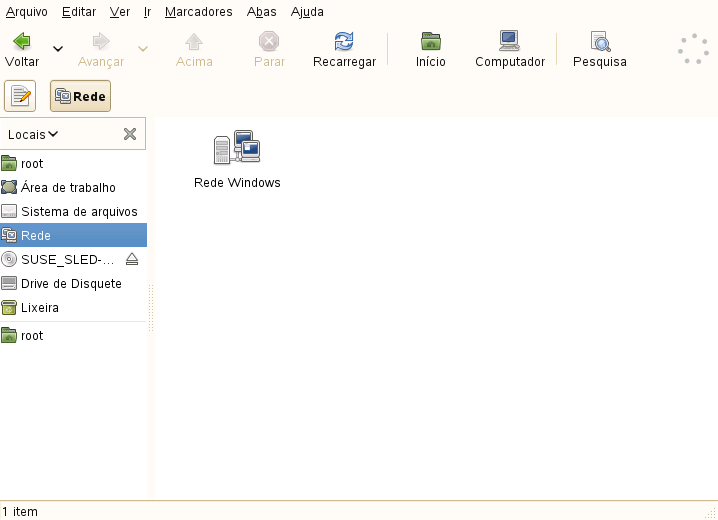 Arquivo Editar Ver Ir Marcadores Abas Ajuda
Voltar Avançar Acima Parar Recarregar Início Computador Pesquisa
Rede
Locais
root
Área de trabalho
Sistema de arquivos
Rede
SUSE_SLED-...
Drive de Disquete
Lixeira
root
Rede Windows
1 item